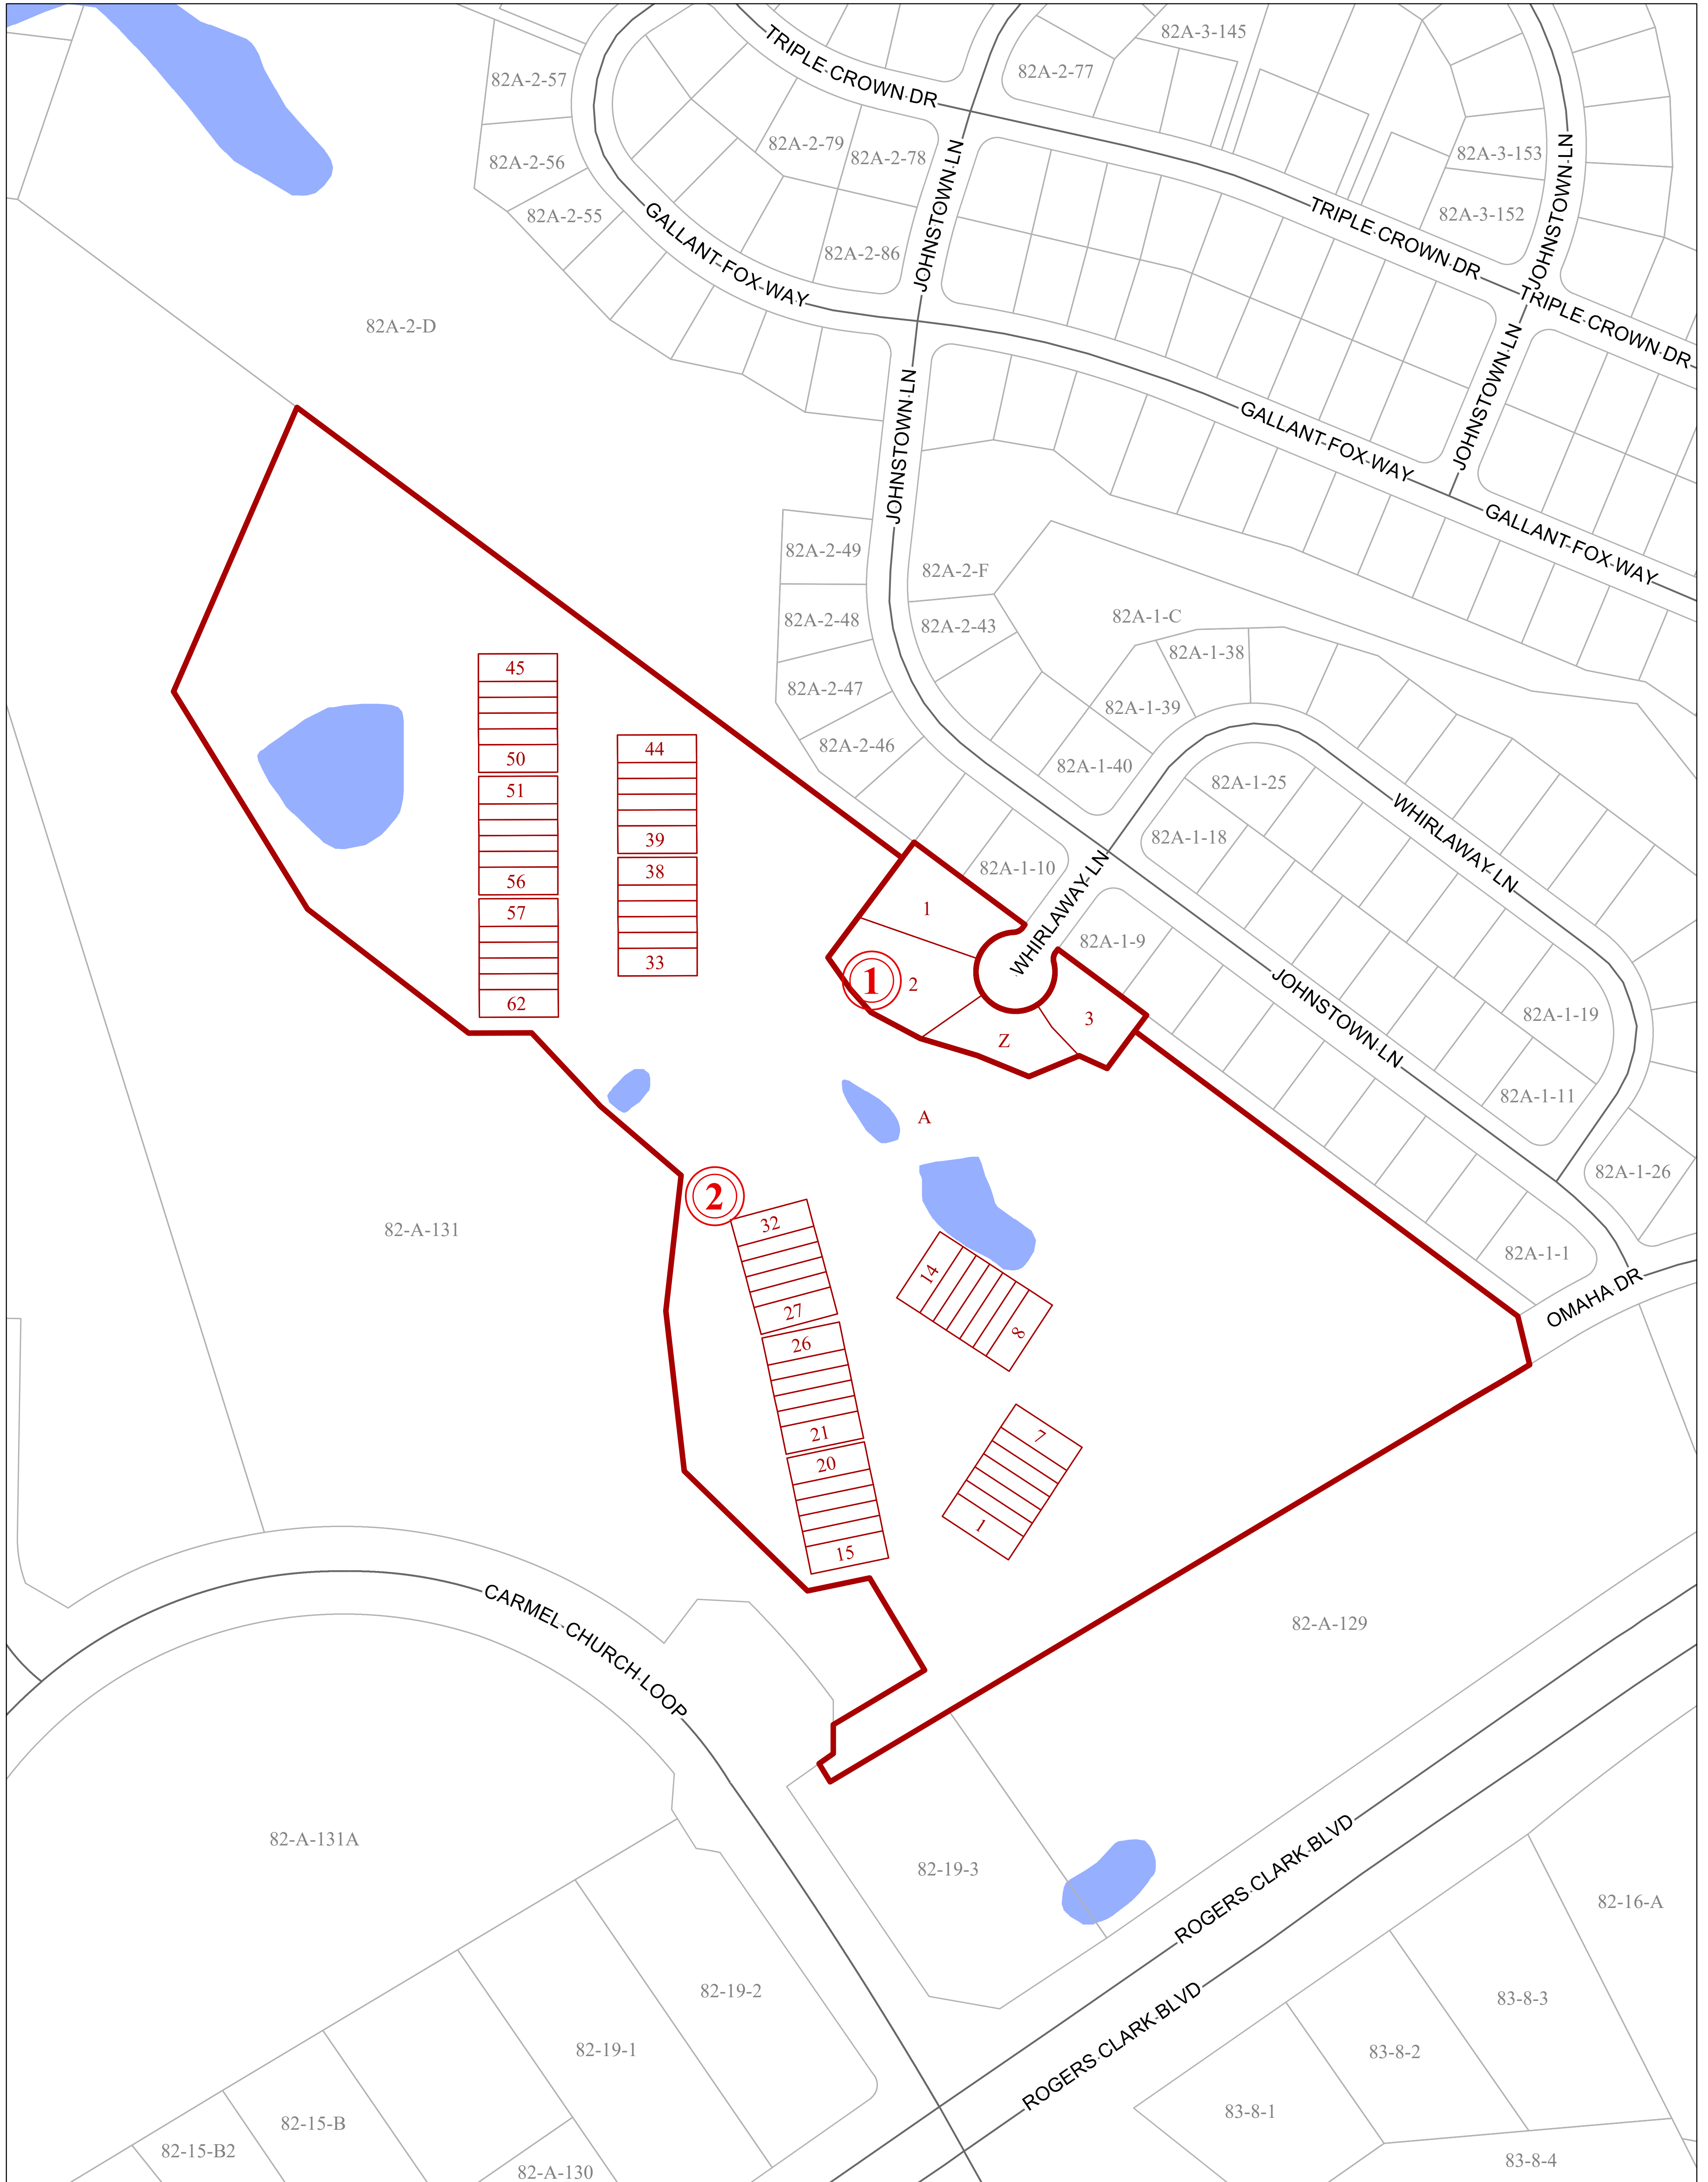 82A-3-145
TRIPLE CROWN DR
82A-2-77
82A-2-57
82A-2-79
82A-2-78
82A-3-153
JOHNSTOWN LN
JOHNSTOWN LN
82A-2-56
82A-2-55
GALLANT FOX WAY
82A-2-86
TRIPLE CROWN DR
82A-3-152
TRIPLE CROWN DR
82A-2-D
JOHNSTOWN LN
JOHNSTOWN LN
GALLANT FOX WAY
GALLANT FOX WAY
82A-2-49
82A-2-F
82A-2-48
82A-2-43
82A-1-C
82A-1-38
82A-2-47
82A-1-39
82A-2-46
82A-1-40
82A-1-25
82A-1-18
WHIRLAWAY LN
45
50
51
56
57
62
44
39
38
33
82A-1-10
WHIRLAWAY LN
82A-1-9
1
1
2
3
Z
JOHNSTOWN LN
82A-1-19
82A-1-11
A
82A-1-26
82-A-131
2
32
27
26
21
20
15
14
8
7
1
82A-1-1
OMAHA DR
CARMEL CHURCH LOOP
82-A-129
82-A-131A
82-19-3
ROGERS CLARK BLVD
ROGERS CLARK BLVD
82-16-A
82-19-2
82-19-1
83-8-3
83-8-2
83-8-1
82-15-B
82-15-B2
82-A-130
83-8-4